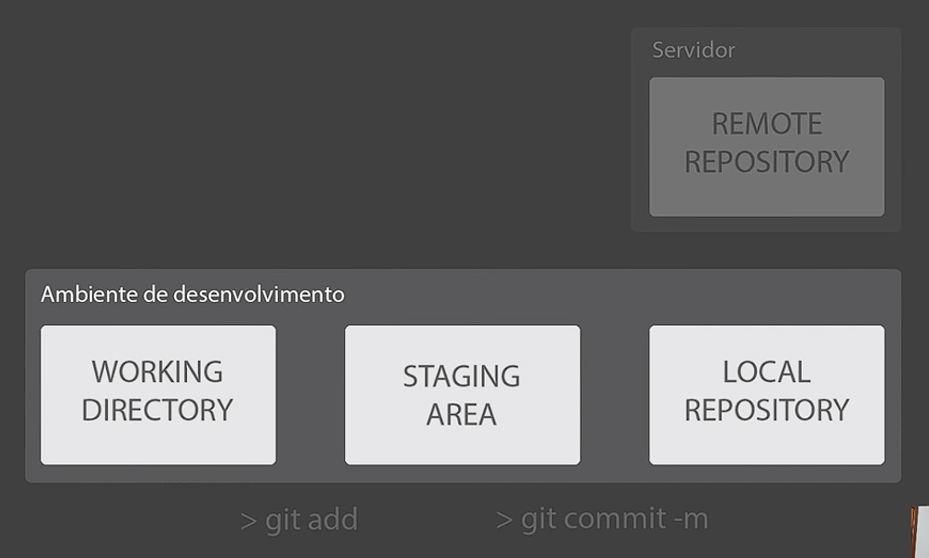 Servidor
REMOTE
REPOSITORY
Ambiente de desenvolvimento
WORKING
DIRECTORY
STAGING
AREA
LOCAL
REPOSITORY
> git add
> git commit -m